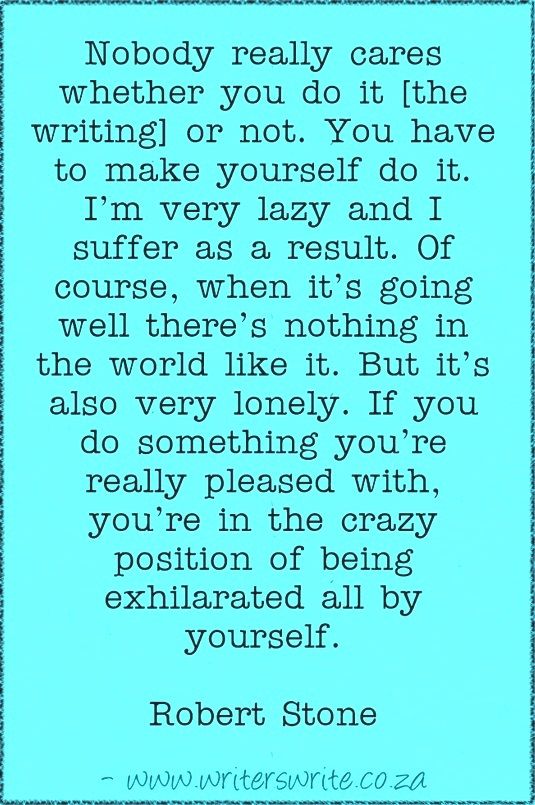 Nobody really cares
whether you do it [the
writing] or not. You have
to make yourself do it.
I'm very lazy and I
suffer as a result. Of
course, when it's going
well there's nothing in
the world like it. But it's
also very lonely. If you
do something you're
really pleased with,
you're in the crazy
position of being
exhilarated all by
yourself.
Robert Stone
- www.writerswrite.co.za